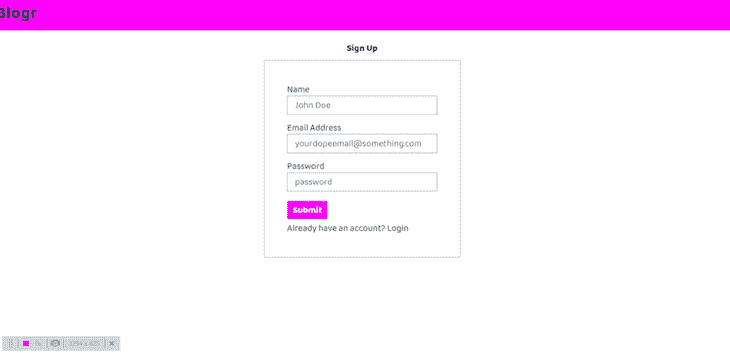 Blogr
Sign Up
Name
John Doe
Email Address
yourdopeemail@something.com
Password
password
Submit
Already have an account? Login